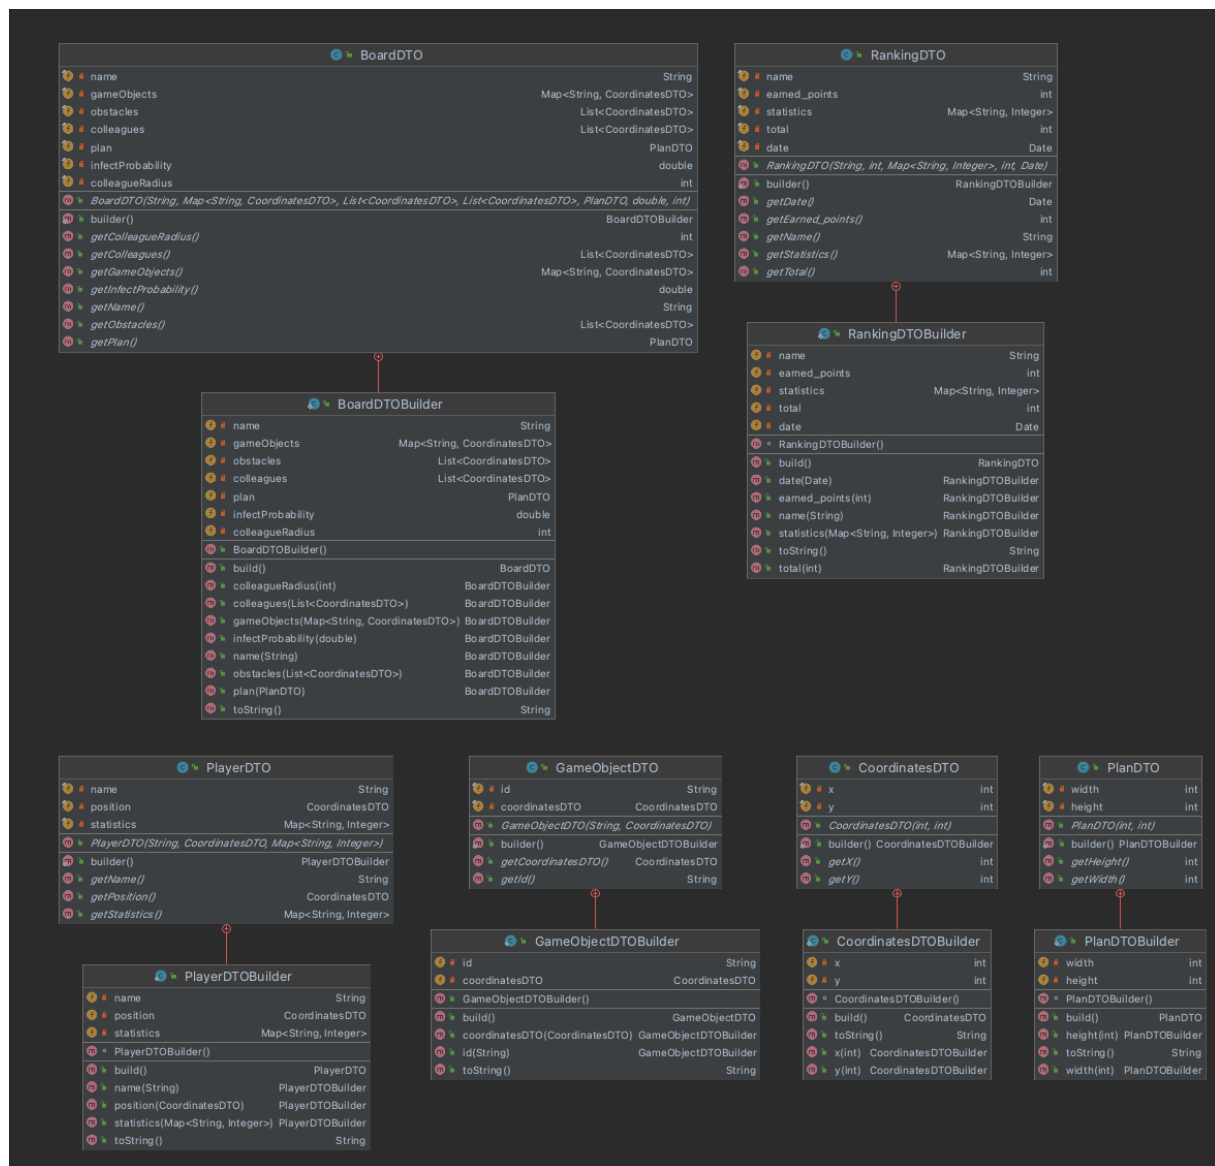 BoardDTO
name String
gameObjects Map<String, CoordinatesDTO>
obstacles List<CoordinatesDTO>
colleagues List<CoordinatesDTO>
plan PlanDTO
infectProbability double
colleagueRadius int
BoardDTO(String, Map<String, CoordinatesDTO>, List<CoordinatesDTO>, List<CoordinatesDTO>, PlanDTO, double, int)
builder() BoardDTOBuilder
getColleagueRadius() int
getColleagues() List<CoordinatesDTO>
getGameObjects() Map<String, CoordinatesDTO>
getInfectProbability() double
getName() String
getObstacles() List<CoordinatesDTO>
getPlan() PlanDTO
RankingDTO
name String
earned_points int
statistics Map<String, Integer>
total int
date Date
RankingDTO(String, int, Map<String, Integer>, int, Date)
builder() RankingDTOBuilder
getDate() Date
getEarned_points() int
getName() String
getStatistics() Map<String, Integer>
getTotal() int
BoardDTOBuilder
name String
gameObjects Map<String, CoordinatesDTO>
obstacles List<CoordinatesDTO>
colleagues List<CoordinatesDTO>
plan PlanDTO
infectProbability double
colleagueRadius int
BoardDTOBuilder()
build() BoardDTO
colleagueRadius(int) BoardDTOBuilder
colleagues(List<CoordinatesDTO>) BoardDTOBuilder
gameObjects(Map<String, CoordinatesDTO>) BoardDTOBuilder
infectProbability(double) BoardDTOBuilder
name(String) BoardDTOBuilder
obstacles(List<CoordinatesDTO>) BoardDTOBuilder
plan(PlanDTO) BoardDTOBuilder
toString() String
RankingDTOBuilder
name String
earned_points int
statistics Map<String, Integer>
total int
date Date
RankingDTOBuilder()
build() RankingDTO
date(Date) RankingDTOBuilder
earned_points(int) RankingDTOBuilder
name(String) RankingDTOBuilder
statistics(Map<String, Integer>) RankingDTOBuilder
toString() String
total(int) RankingDTOBuilder
PlayerDTO
name String
position CoordinatesDTO
statistics Map<String, Integer>
PlayerDTO(String, CoordinatesDTO, Map<String, Integer>)
builder() PlayerDTOBuilder
getName() String
getPosition() CoordinatesDTO
getStatistics() Map<String, Integer>
PlayerDTOBuilder
name String
position CoordinatesDTO
statistics Map<String, Integer>
PlayerDTOBuilder()
build() PlayerDTO
name(String) PlayerDTOBuilder
position(CoordinatesDTO) PlayerDTOBuilder
statistics(Map<String, Integer>) PlayerDTOBuilder
toString() String
GameObjectDTO
id String
coordinatesDTO CoordinatesDTO
GameObjectDTO(String, CoordinatesDTO)
builder() GameObjectDTOBuilder
getCoordinatesDTO() CoordinatesDTO
getId() String
GameObjectDTOBuilder
id String
coordinatesDTO CoordinatesDTO
GameObjectDTOBuilder()
build() GameObjectDTO
coordinatesDTO(CoordinatesDTO) GameObjectDTOBuilder
id(String) GameObjectDTOBuilder
toString() String
CoordinatesDTO
x int
y int
CoordinatesDTO(int, int)
builder() CoordinatesDTOBuilder
getX() int
getY() int
CoordinatesDTOBuilder
x int
y int
CoordinatesDTOBuilder()
build() CoordinatesDTO
toString() String
x(int) CoordinatesDTOBuilder
y(int) CoordinatesDTOBuilder
PlanDTO
width int
height int
PlanDTO(int, int)
builder() PlanDTOBuilder
getHeight() int
getWidth() int
PlanDTOBuilder
width int
height int
PlanDTOBuilder()
build() PlanDTO
height(int) PlanDTOBuilder
toString() String
width(int) PlanDTOBuilder